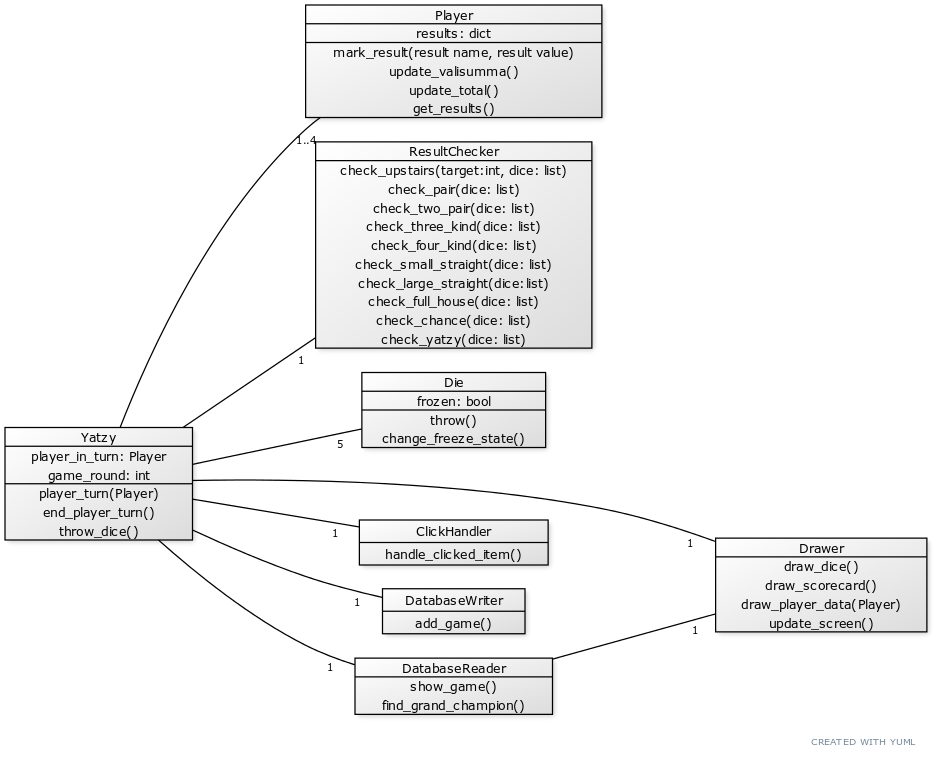 Player
results: dict
mark_result(result name, result value)
update_valisumma()
update_total()
get_results()
1..4
ResultChecker
check_upstairs(target:int, dice: list)
check_pair(dice: list)
check_two_pair(dice: list)
check_three_kind(dice: list)
check_four_kind(dice: list)
check_small_straight(dice: list)
check_large_straight(dice:list)
check_full_house(dice: list)
check_chance(dice: list)
check_yatzy(dice: list)
1
Die
frozen: bool
throw()
change_freeze_state()
5
Yatzy
player_in_turn: Player
game_round: int
player_turn(Player)
end_player_turn()
throw_dice()
ClickHandler
handle_clicked_item()
1
Drawer
draw_dice()
draw_scorecard()
draw_player_data(Player)
update_screen()
1
DatabaseWriter
add_game()
1
DatabaseReader
show_game()
find_grand_champion()
1
1
CREATED WITH YUML